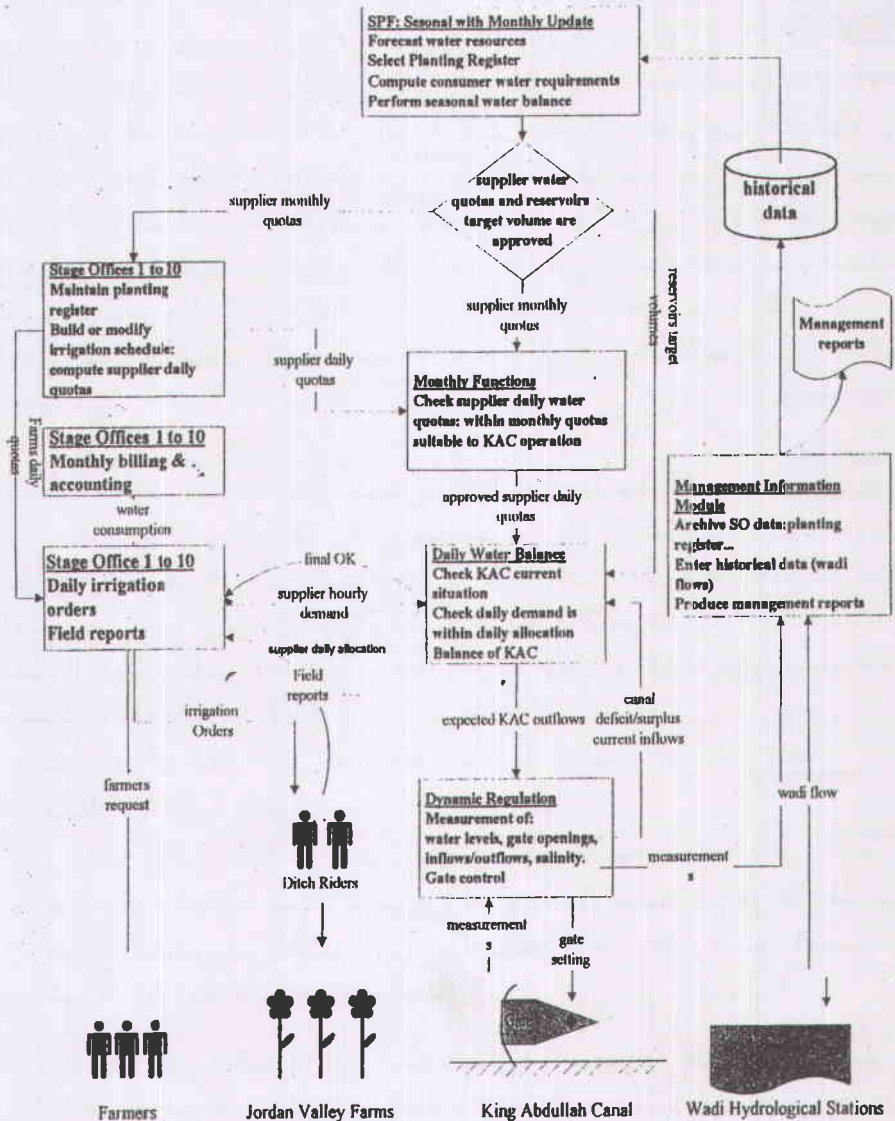 SPF: Sesonal with Monthly Update
Forecast water resources
Select Planting Register
Compute consumer water requirements
Perform seasonal water balance
supplier water
quotas and reservoirs
target volume are
approved
historical
data
supplier monthly
quotas
Stage Offices 1 to 10
Maintain planting
register
Build or modify
irrigation schedule:
compute supplier daily
quotas
supplier monthly
quotas
reservoirs target
volumes
Management
reports
supplier daily
quotas
Monthly Functions
Check supplier daily water
quotas: within monthly quotas
suitable to KAC operation
Farms daily
quotas
Stage Offices 1 to 10
Monthly billing &
accounting
approved supplier daily
quotas
Management Information
Module
Archive SO data:planting
register...
Enter historical data (wadi
flows)
Produce management reports
water
consumption
Stage Office 1 to 10
Daily irrigation
orders
Field reports
final OK
supplier hourly
demand
supplier daily allocation
Daily Water Balance
Check KAC current
situation
Check daily demand is
within daily allocation
Balance of KAC
Field
reports
irrigation
Orders
expected KAC outflows
canal
deficit/surplus
current inflows
farmers
request
wadi flow
Dynamic Regulation
Measurement of:
water levels, gate openings,
inflows/outflows, salinity.
Gate control
measurement
s
Ditch Riders
measurement
s
gate
setting
Farmers
Jordan Valley Farms
King Abdullah Canal
Wadi Hydrological Stations